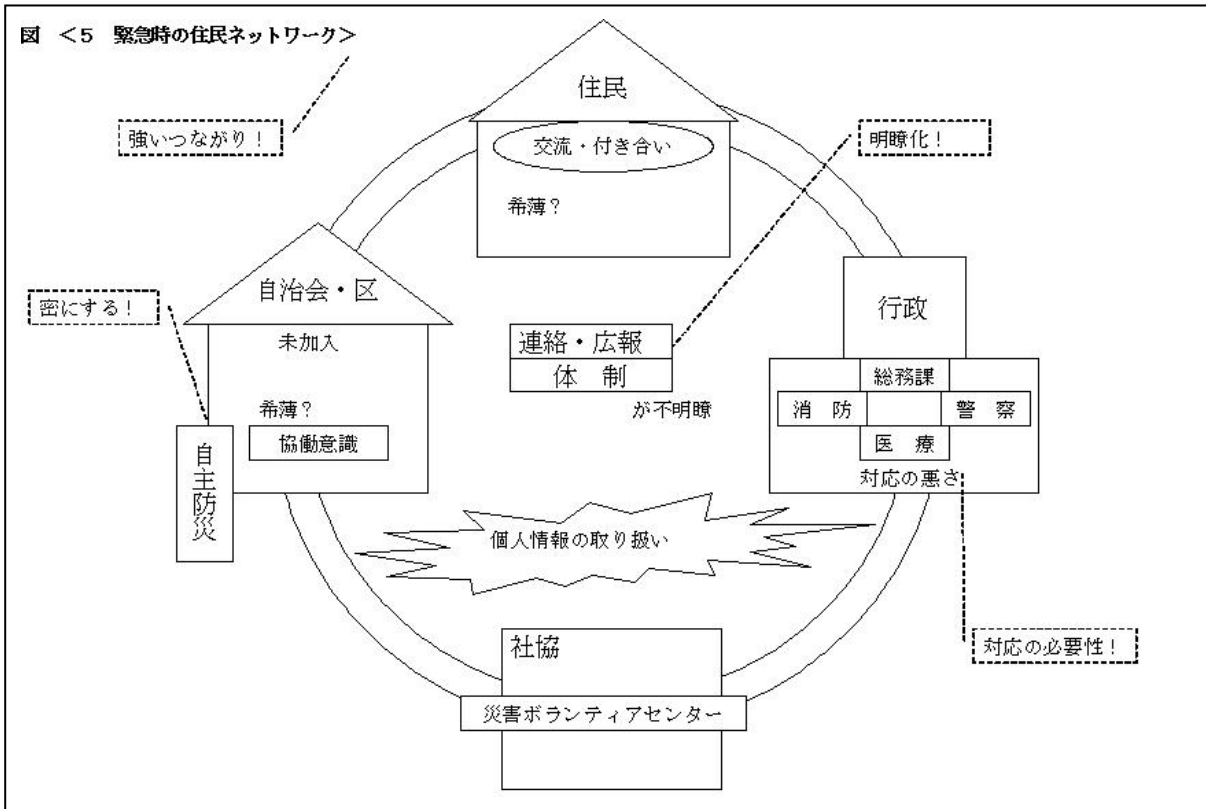 図 ＜５ 緊急時の住民ネットワーク＞
住民
強いつながり！
交流・付き合い
明瞭化！
希薄？
自治会・区
密にする！
行政
未加入
連絡・広報
体 制
が不明瞭
総務課
消 防
警 察
医 療
対応の悪さ
希薄？
協働意識
自主防災
個人情報の取り扱い
社協
対応の必要性！
災害ボランティアセンター